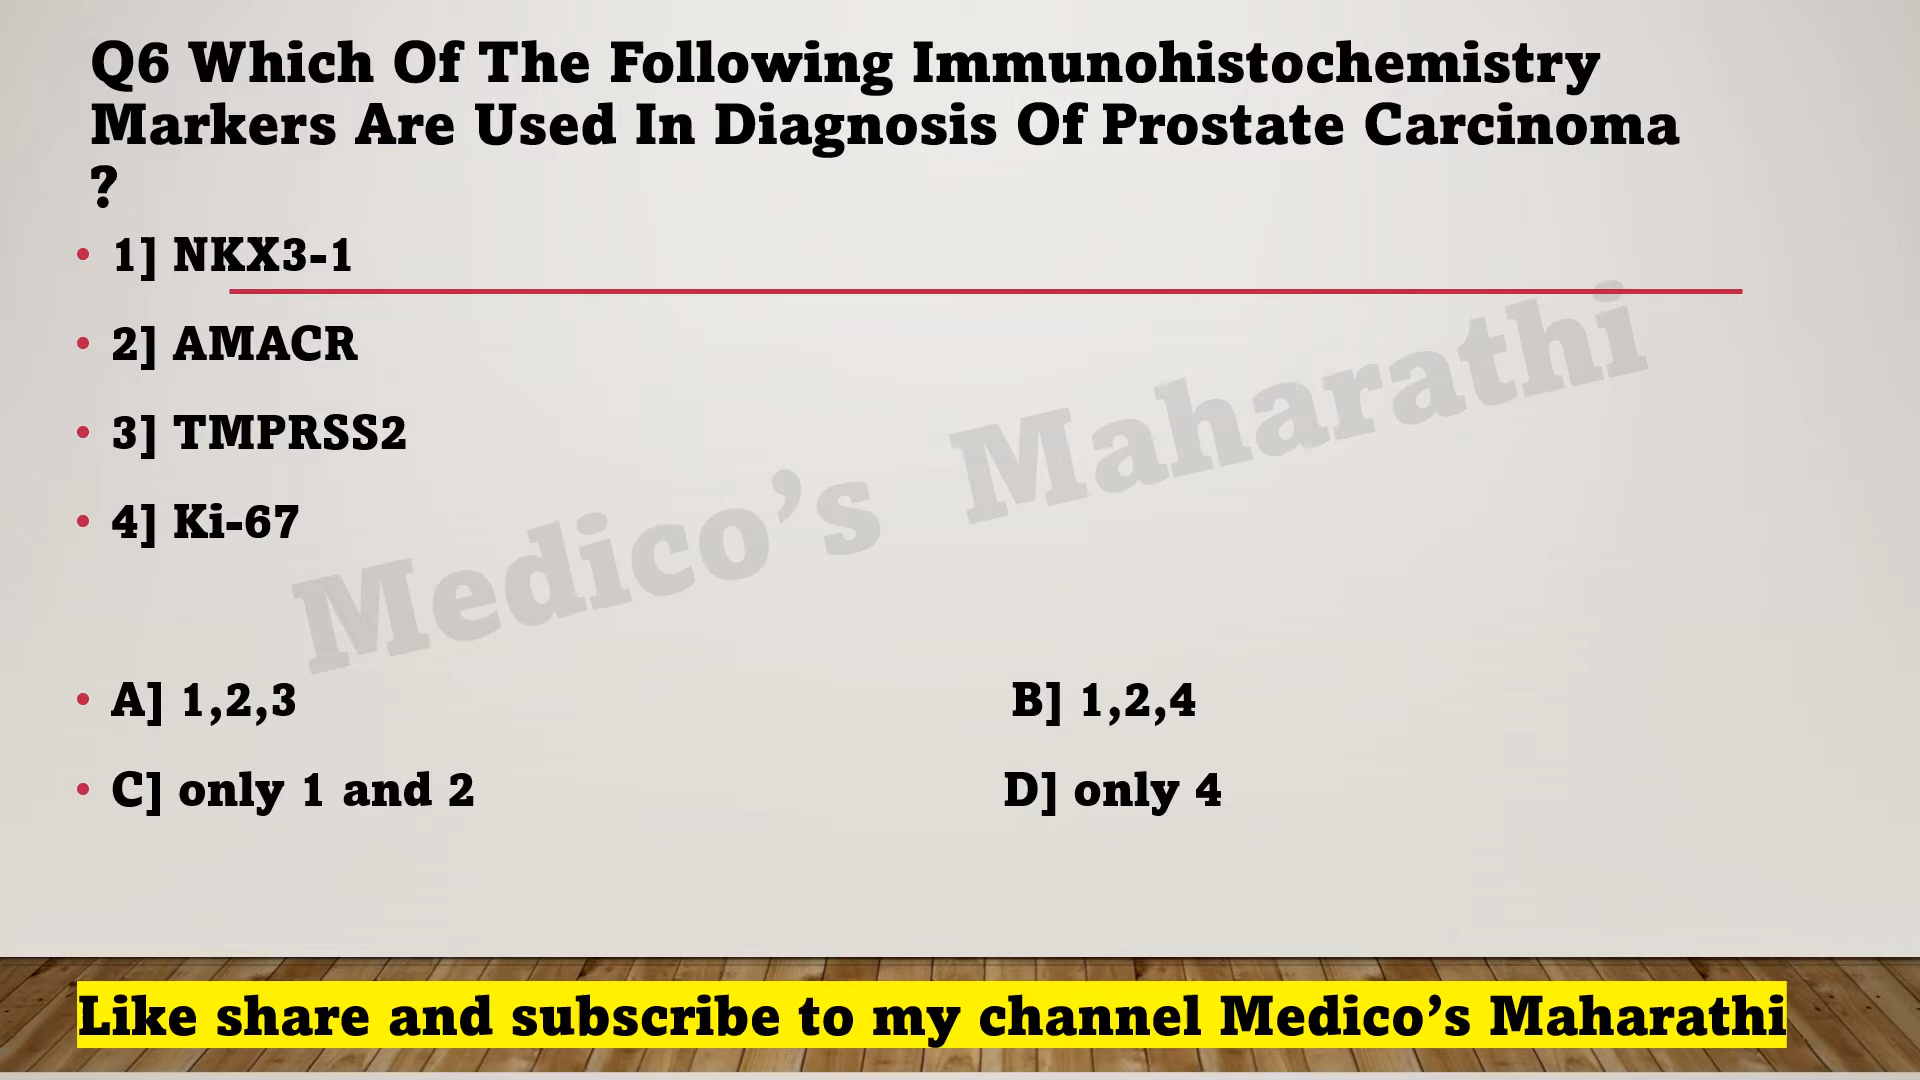 Q6 Which Of The Following Immunohistochemistry
Markers Are Used In Diagnosis Of Prostate Carcinoma
?
• 1] NKX3-1
• 2] AMACR
• 3] TMPRSS2
• 4] Ki-67
Medico’s Maharathi
• A] 1,2,3 B] 1,2,4
• C] only 1 and 2 D] only 4
Like share and subscribe to my channel Medico’s Maharathi